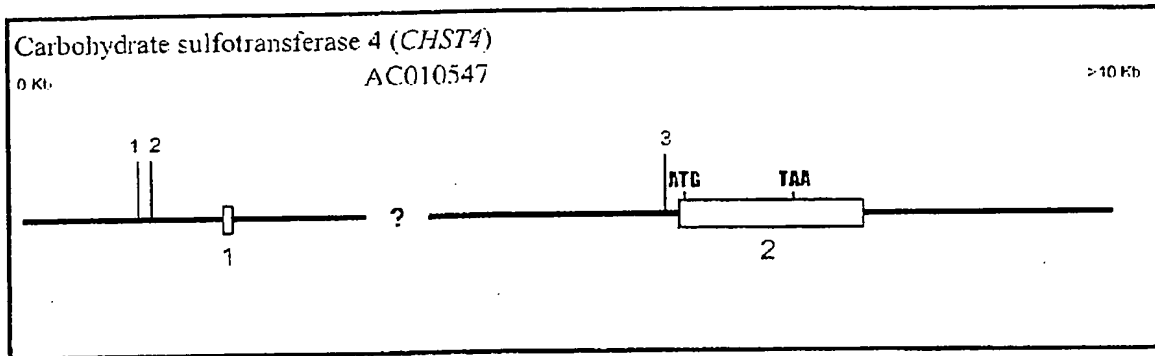 Carbohydrate sulfotransferase 4 (CHST4)
0 Kb AC010547 >10 Kb
1 2 3
ATG TAA
?
1 2